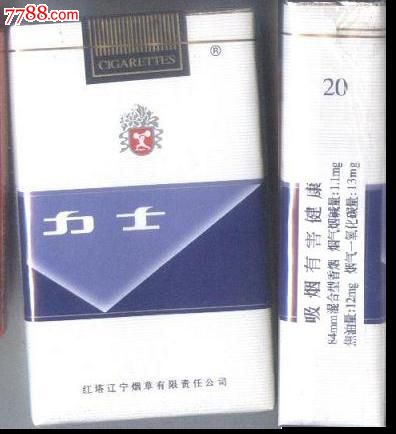 7788.com
CIGARETTES
®
力士
红塔辽宁烟草有限责任公司
20
吸烟有害健康
84mm混合型香烟 烟气烟碱量:1.1mg
焦油量:12mg 烟气一氧化碳量:13mg